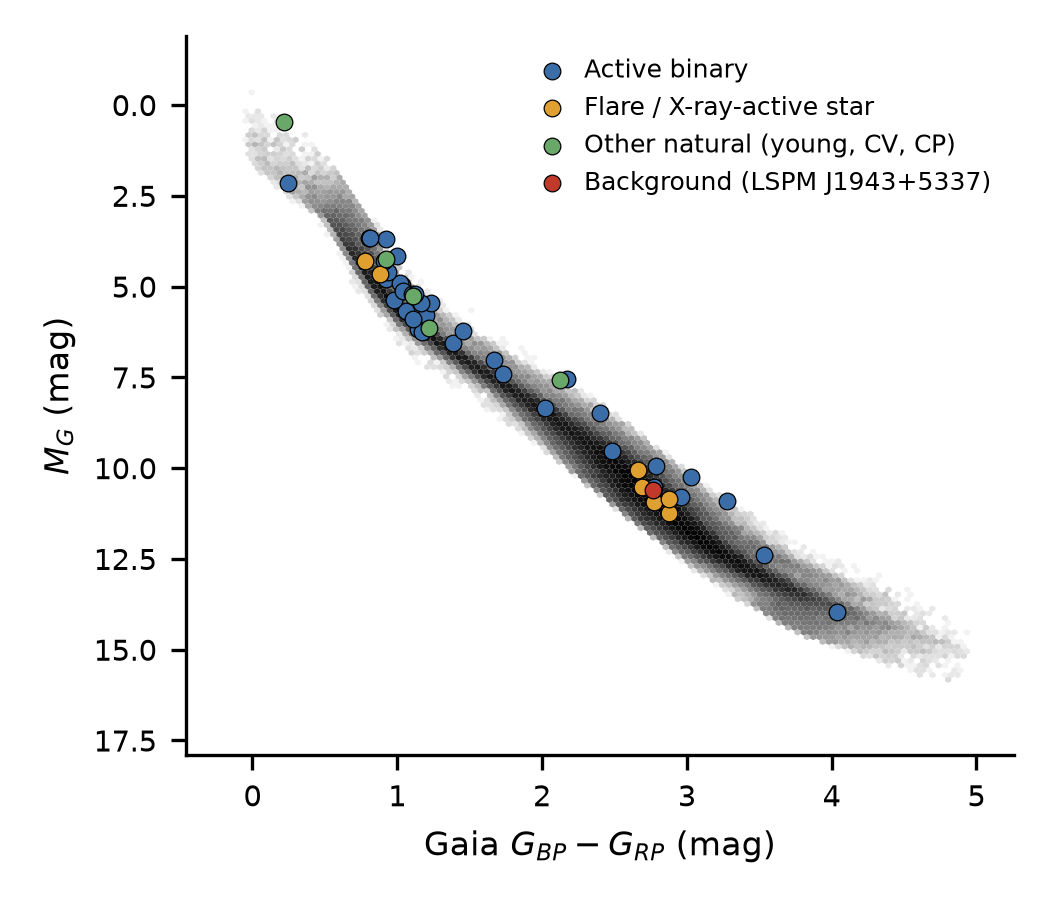 Active binary
Flare / X-ray-active star
Other natural (young, CV, CP)
Background (LSPM J1943+5337)
0.0
2.5
5.0
7.5
10.0
12.5
15.0
17.5
M_G (mag)
0 1 2 3 4 5
Gaia G_BP − G_RP (mag)